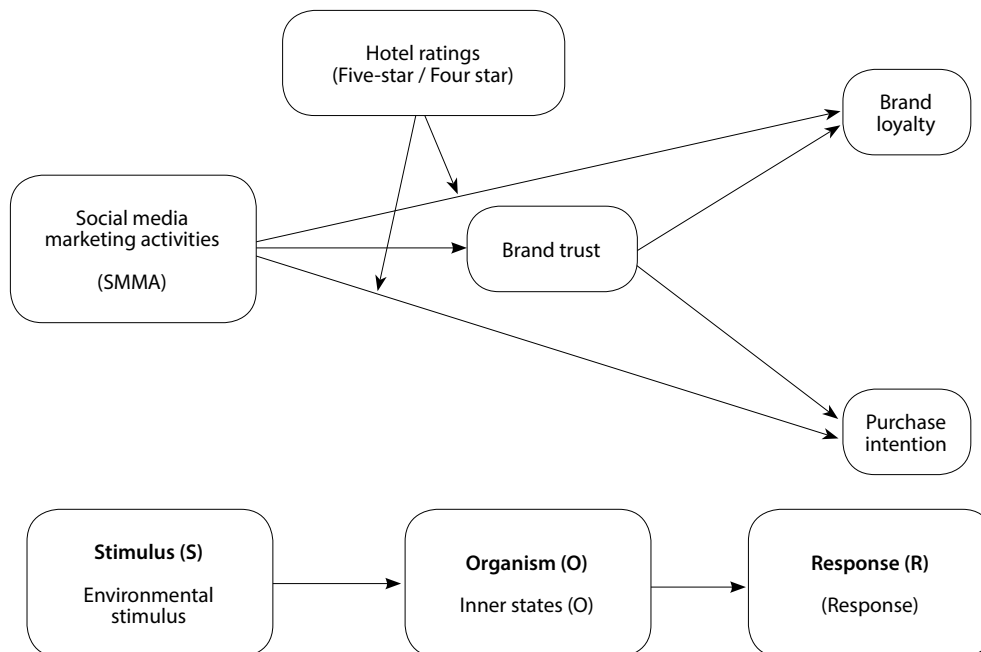 Hotel ratings
(Five-star / Four star)
Brand
loyalty
Social media
marketing activities
(SMMA)
Brand trust
Purchase
intention
Stimulus (S)
Environmental
stimulus
Organism (O)
Inner states (O)
Response (R)
(Response)